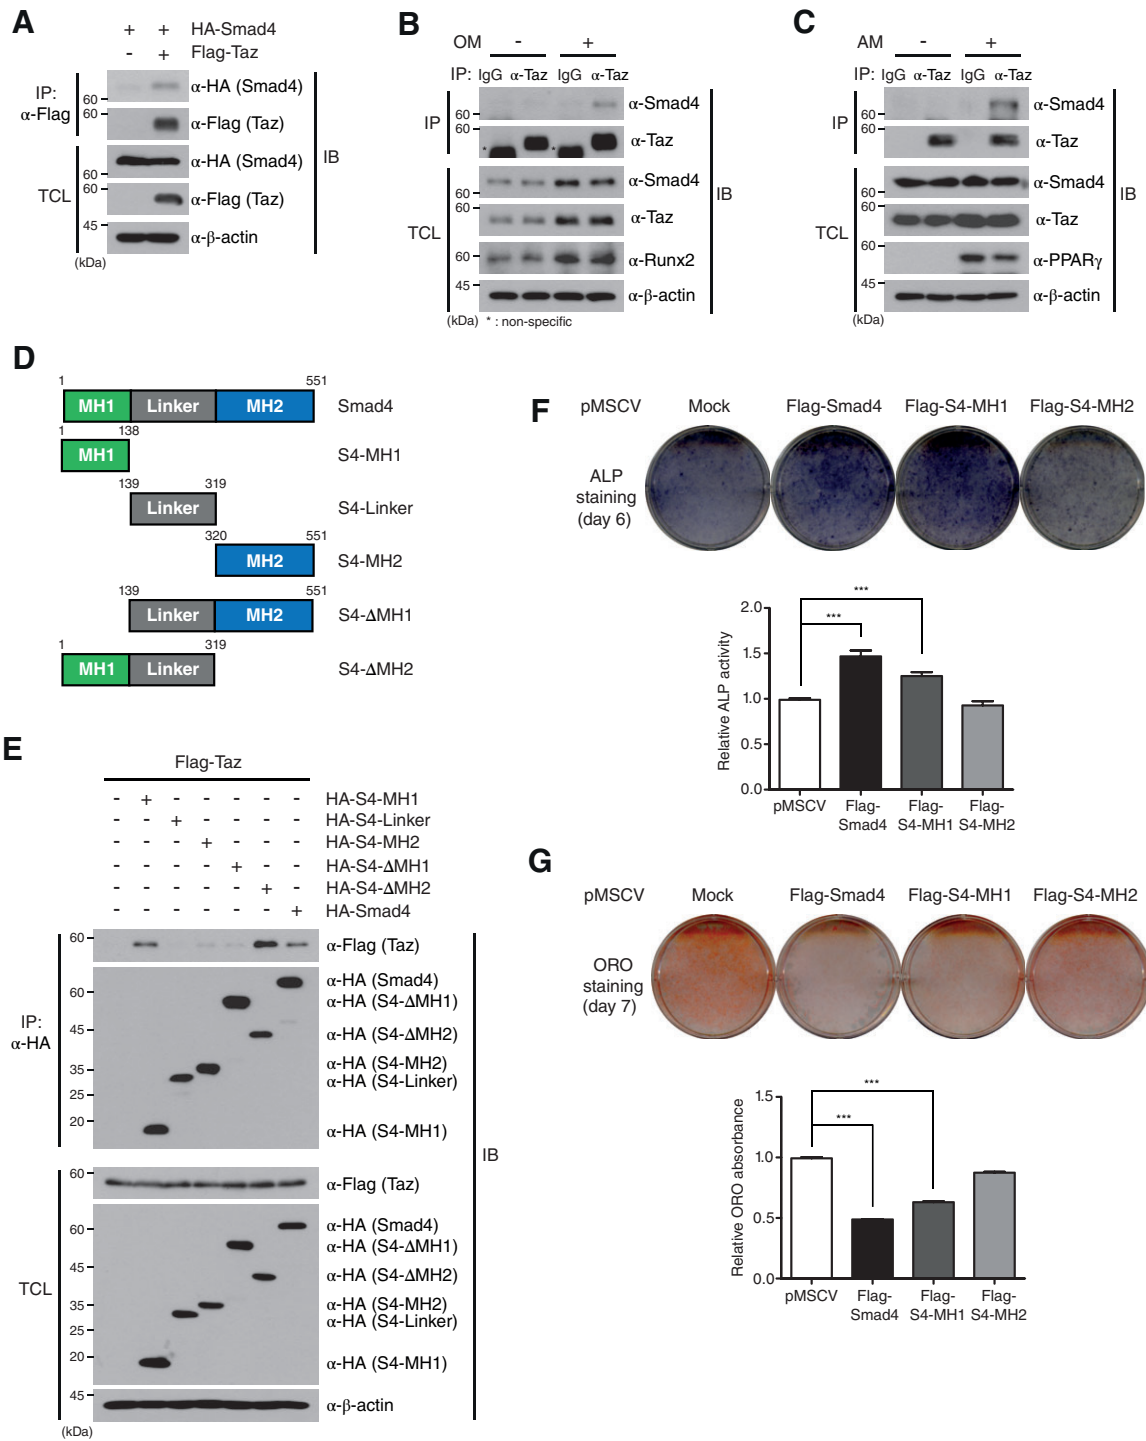 A
+ + HA-Smad4
- + Flag-Taz
IP:
α-Flag
60
α-HA (Smad4)
60
α-Flag (Taz)
TCL
α-HA (Smad4)
60
α-Flag (Taz)
45
α-β-actin
(kDa)
IB
B
OM - +
IP: IgG α-Taz IgG α-Taz
IP
60
α-Smad4
60
* *
α-Taz
TCL
α-Smad4
60
60
α-Taz
60
α-Runx2
45
α-β-actin
(kDa) * : non-specific
IB
C
AM - +
IP: IgG α-Taz IgG α-Taz
IP
60
α-Smad4
60
α-Taz
TCL
α-Smad4
60
60
α-Taz
60
α-PPARγ
45
α-β-actin
(kDa)
IB
D
1 551
MH1 Linker MH2 Smad4
1 138
MH1 S4-MH1
139 319
Linker S4-Linker
320 551
MH2 S4-MH2
139 551
Linker MH2 S4-ΔMH1
1 319
MH1 Linker S4-ΔMH2
E
Flag-Taz
- + - - - - - HA-S4-MH1
- - + - - - - HA-S4-Linker
- - - + - - - HA-S4-MH2
- - - - + - - HA-S4-ΔMH1
- - - - - + - HA-S4-ΔMH2
- - - - - - + HA-Smad4
IP:
α-HA
60
α-Flag (Taz)
α-HA (Smad4)
60
α-HA (S4-ΔMH1)
45
α-HA (S4-ΔMH2)
35
α-HA (S4-MH2)
α-HA (S4-Linker)
25
20
α-HA (S4-MH1)
IB
TCL
60
α-Flag (Taz)
60
α-HA (Smad4)
α-HA (S4-ΔMH1)
45
α-HA (S4-ΔMH2)
35
α-HA (S4-MH2)
α-HA (S4-Linker)
25
20
α-HA (S4-MH1)
45
α-β-actin
(kDa)
F
pMSCV Mock Flag-Smad4 Flag-S4-MH1 Flag-S4-MH2
ALP
staining
(day 6)
Relative ALP activity
2.0
1.5
1.0
0.5
0.0
***
***
pMSCV
Flag-
Smad4
Flag-
S4-MH1
Flag-
S4-MH2
G
pMSCV Mock Flag-Smad4 Flag-S4-MH1 Flag-S4-MH2
ORO
staining
(day 7)
Relative ORO absorbance
1.5
1.0
0.5
0.0
***
***
pMSCV
Flag-
Smad4
Flag-
S4-MH1
Flag-
S4-MH2